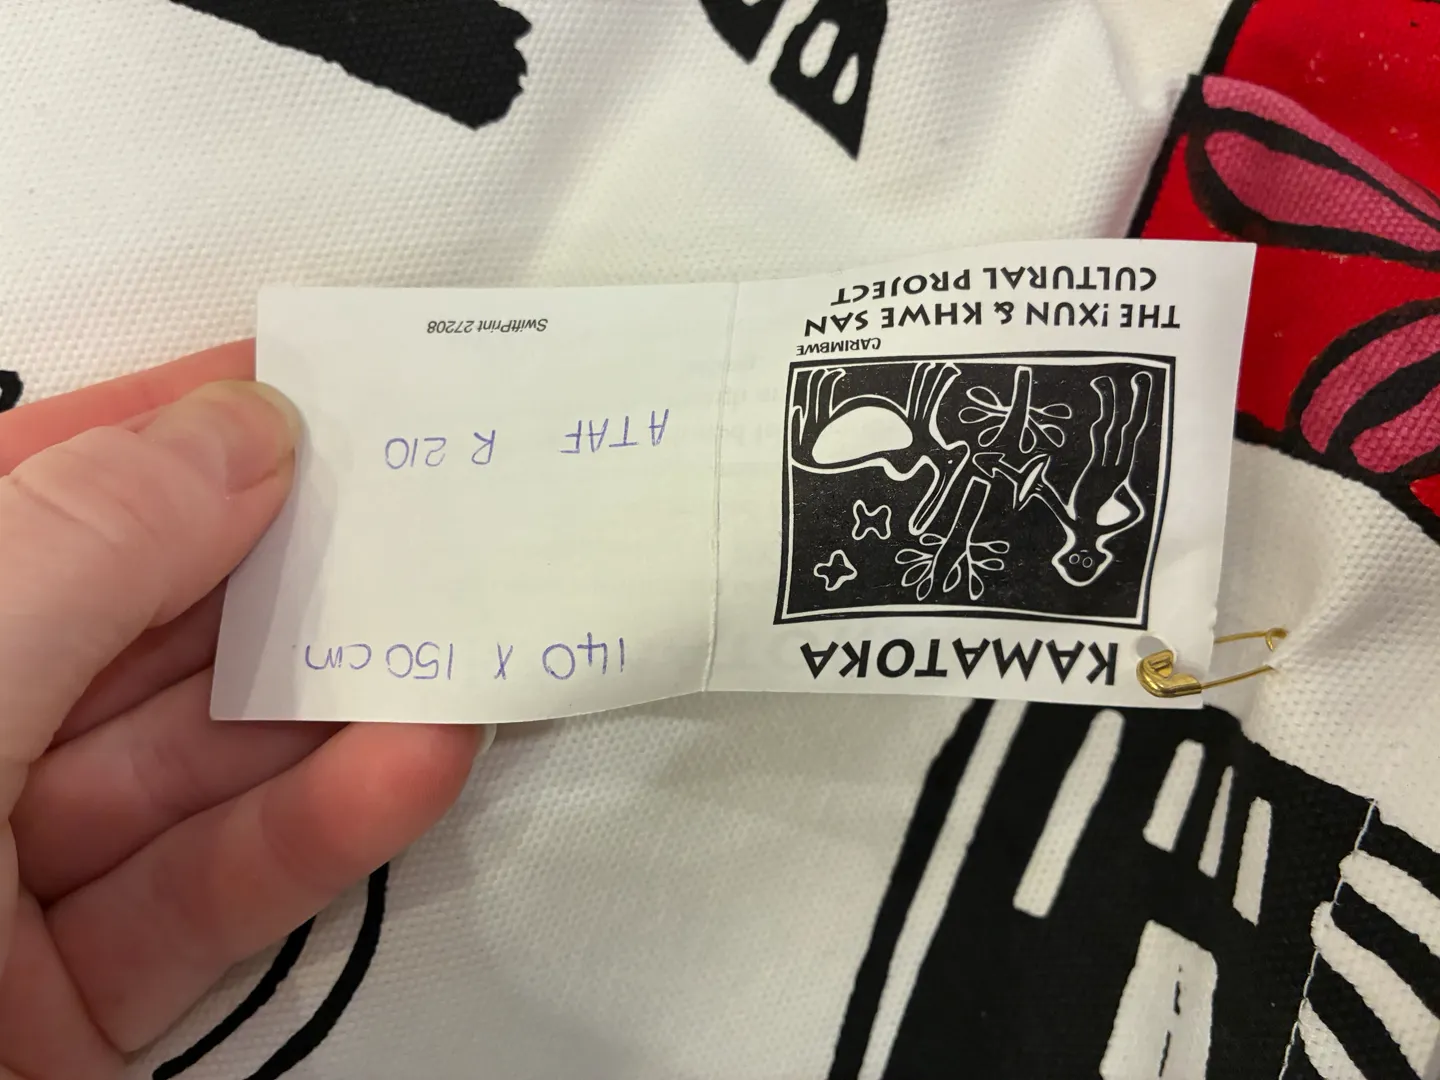 KAMATOKA
CARIMBWE
THE !XUN & KHWE SAN
CULTURAL PROJECT
140 X 150 cm
ATAF R 210
SwiftPrint 27208